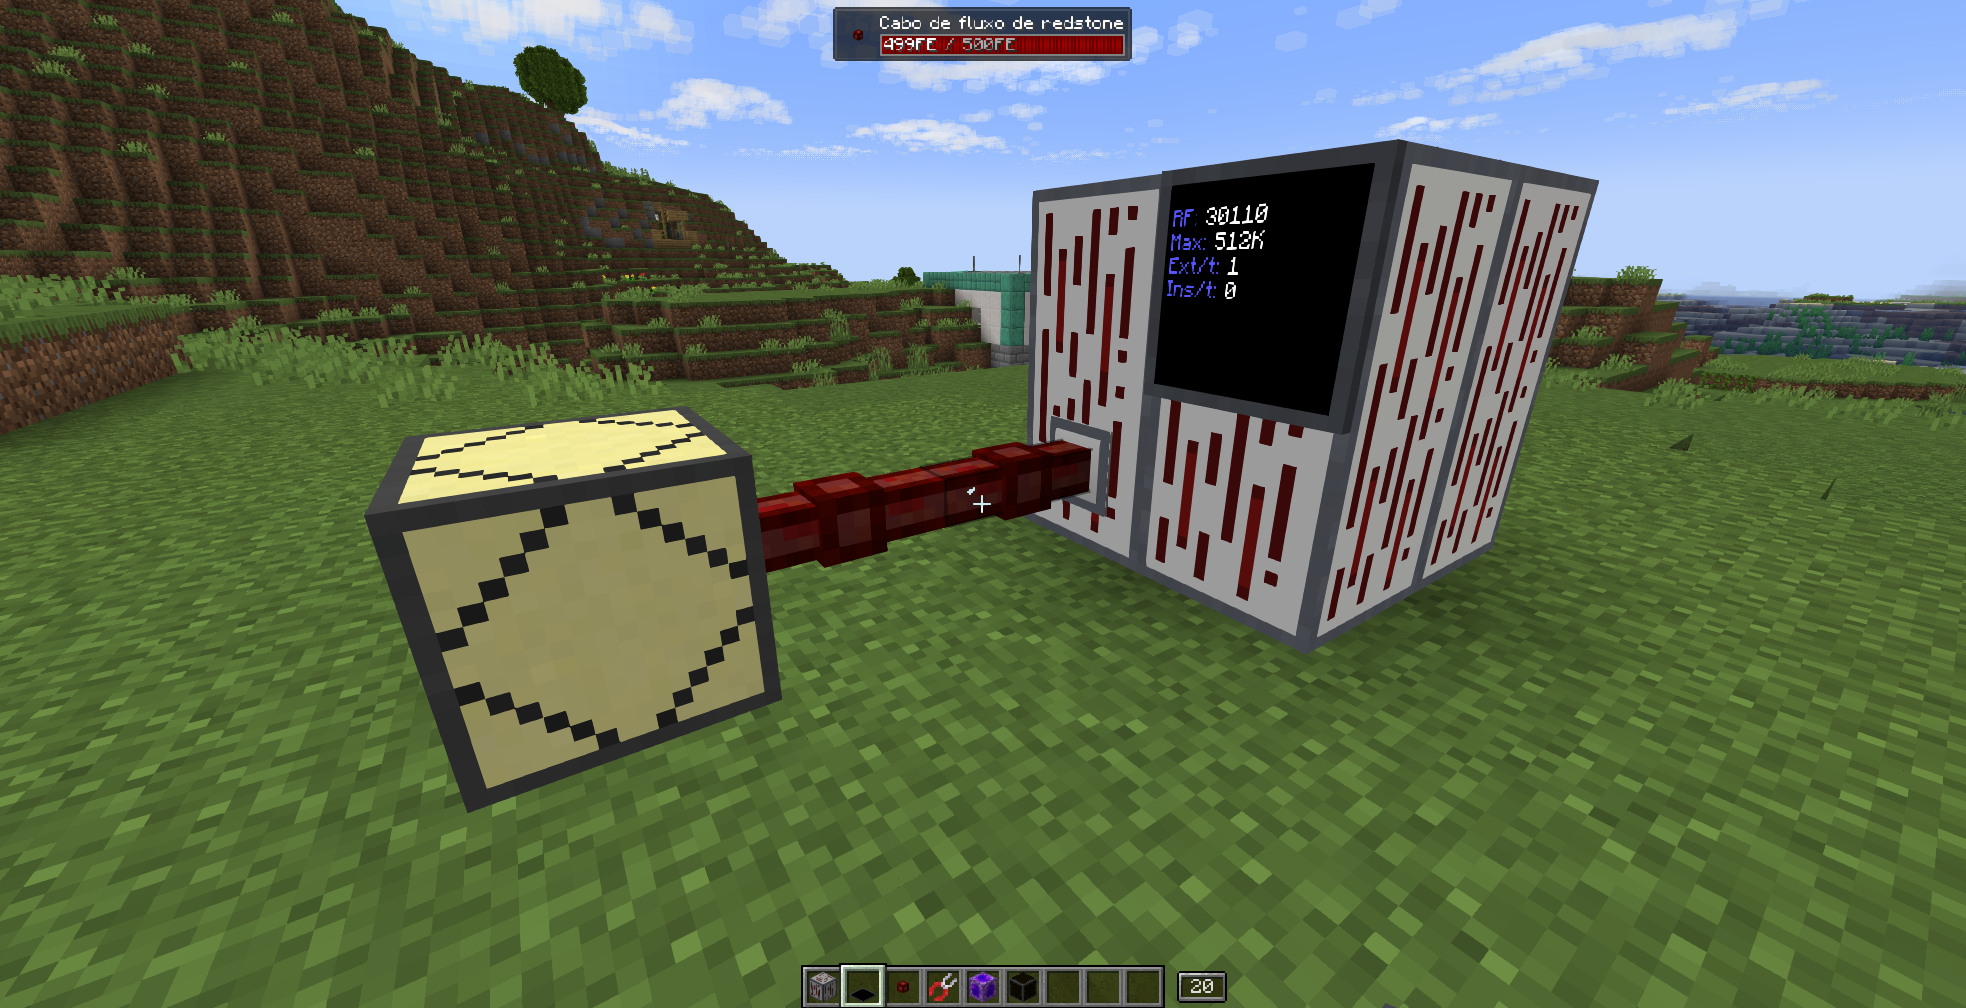 Cabo de fluxo de redstone
499FE / 500FE
RF: 30110
Max: 512K
Ext/t: 1
Ins/t: 0
20